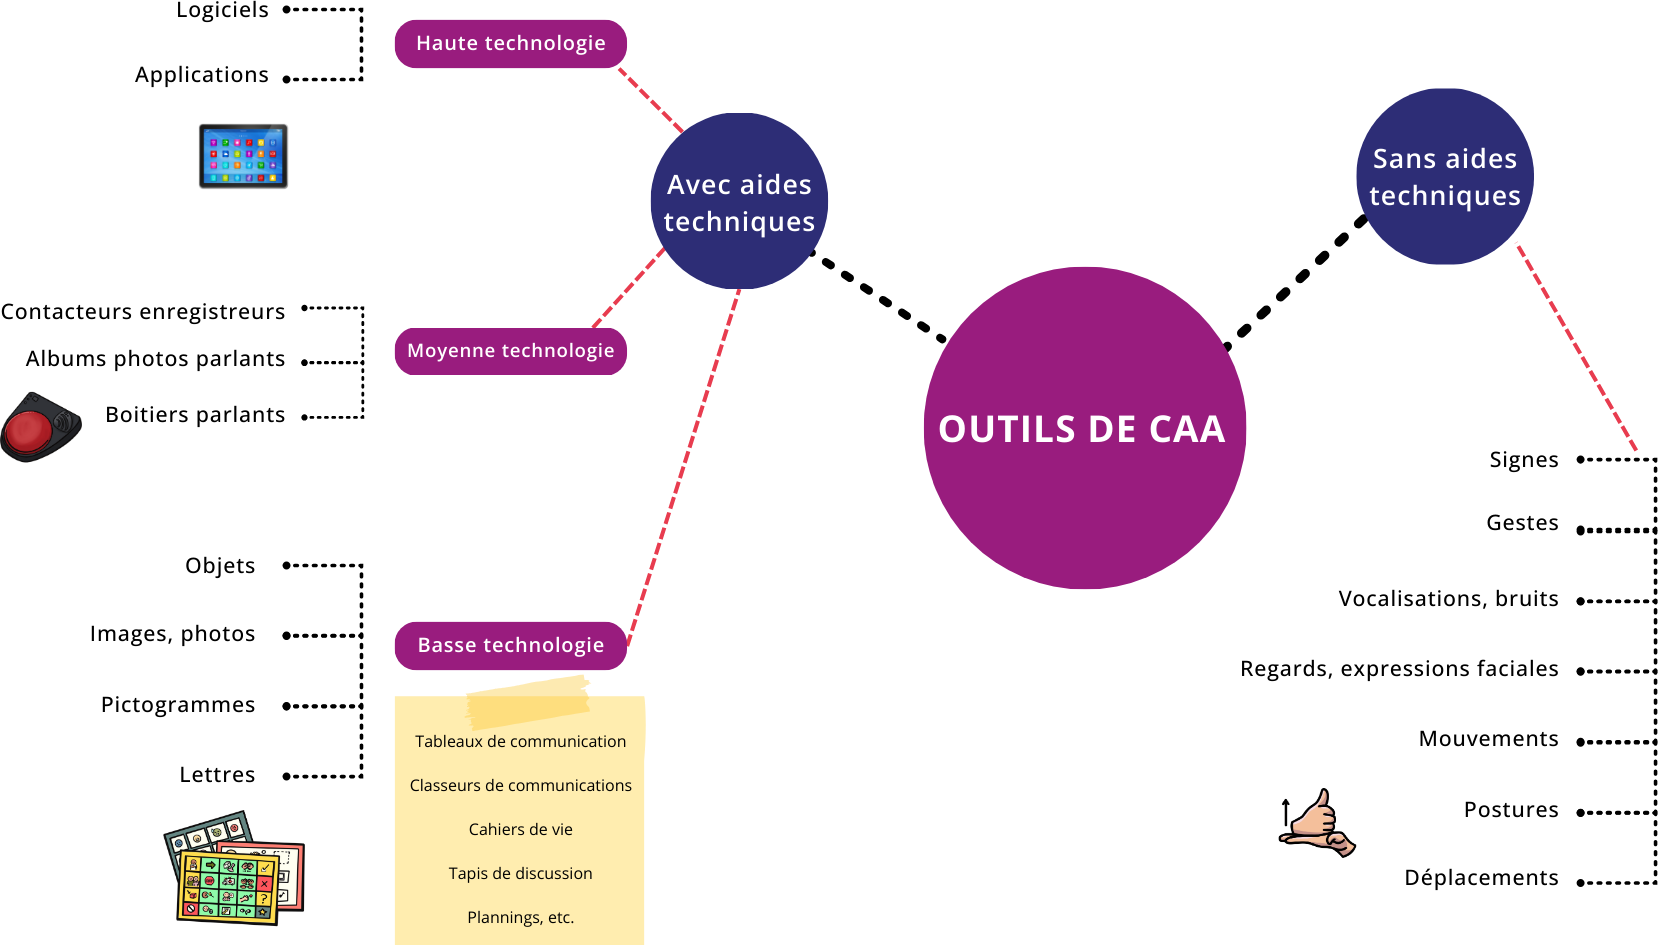 Logiciels
Applications
Haute technologie
Avec aides
techniques
Sans aides
techniques
Contacteurs enregistreurs
Albums photos parlants
Boitiers parlants
Moyenne technologie
OUTILS DE CAA
Objets
Images, photos
Pictogrammes
Lettres
Basse technologie
Tableaux de communication
Classeurs de communications
Cahiers de vie
Tapis de discussion
Plannings, etc.
Signes
Gestes
Vocalisations, bruits
Regards, expressions faciales
Mouvements
Postures
Déplacements